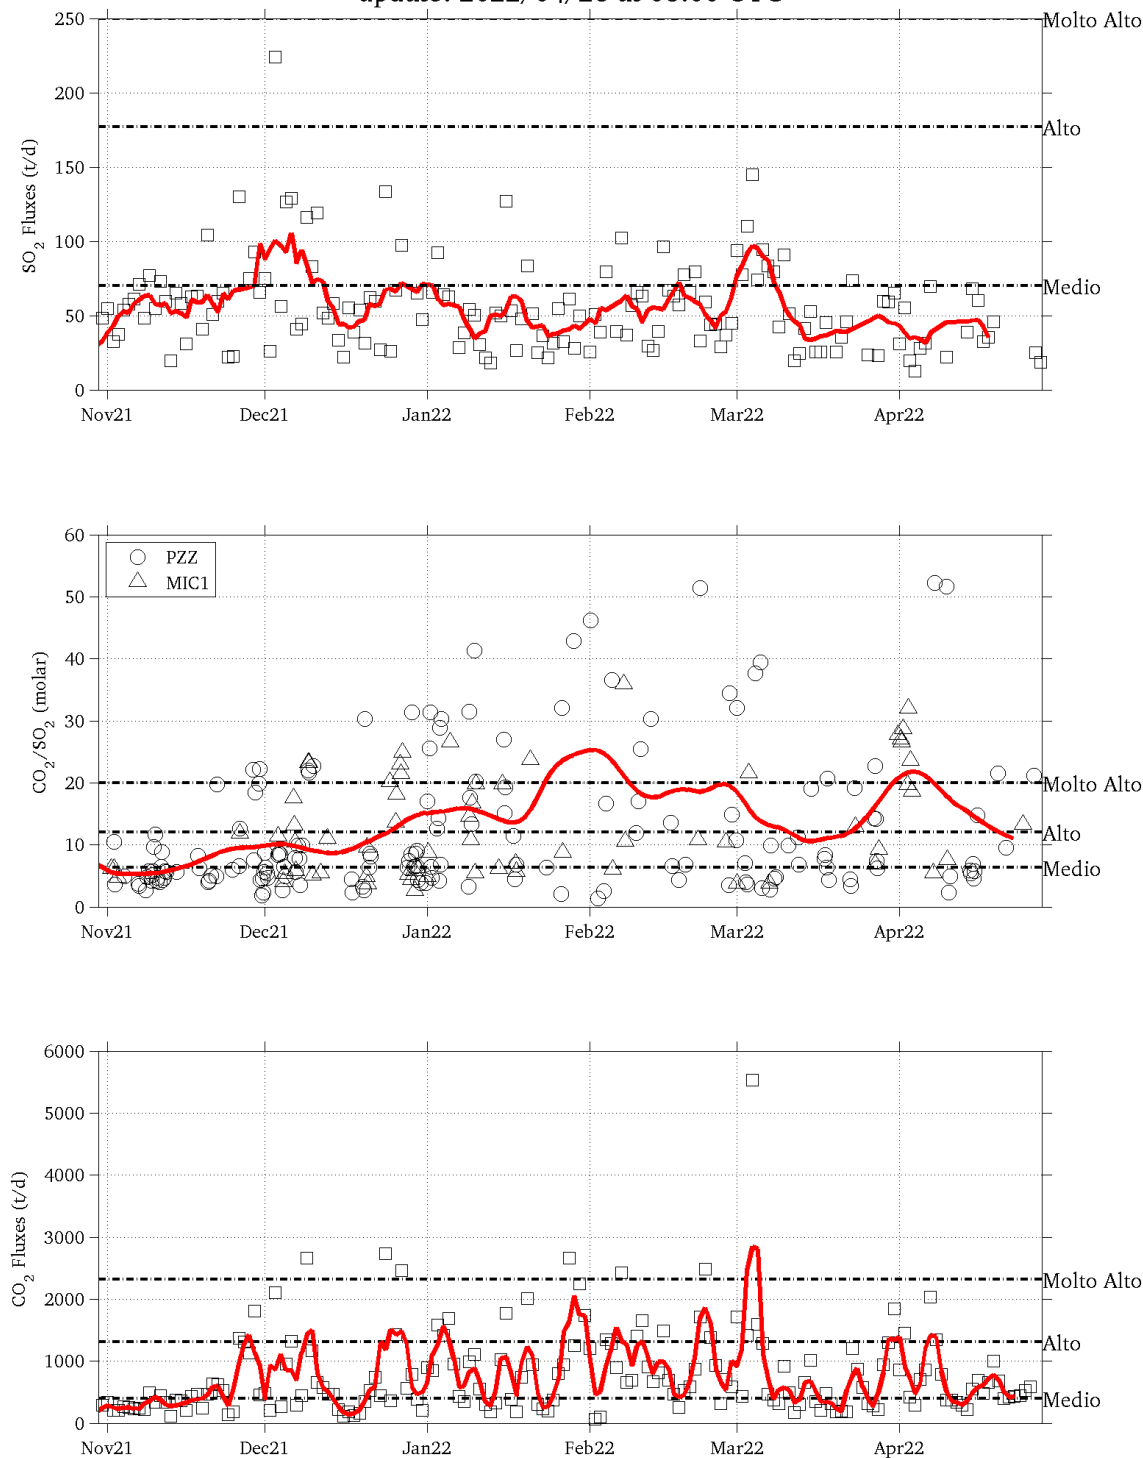 250
Molto Alto
200
Alto
150
SO2 Fluxes (t/d)
100
Medio
50
0
Nov21 Dec21 Jan22 Feb22 Mar22 Apr22
60
PZZ
MIC1
50
40
CO2/SO2 (molar)
30
20
Molto Alto
Alto
10
Medio
0
Nov21 Dec21 Jan22 Feb22 Mar22 Apr22
6000
5000
4000
CO2 Fluxes (t/d)
3000
Molto Alto
2000
Alto
1000
Medio
0
Nov21 Dec21 Jan22 Feb22 Mar22 Apr22